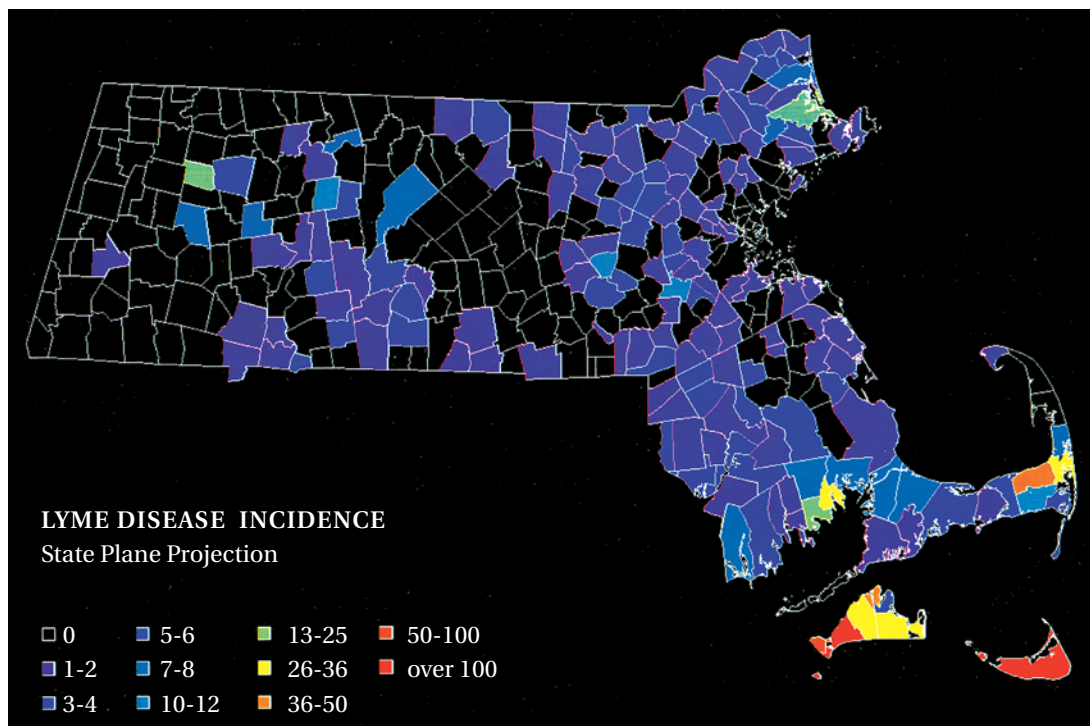 LYME DISEASE INCIDENCE
State Plane Projection
0 5-6 13-25 50-100
1-2 7-8 26-36 over 100
3-4 10-12 36-50